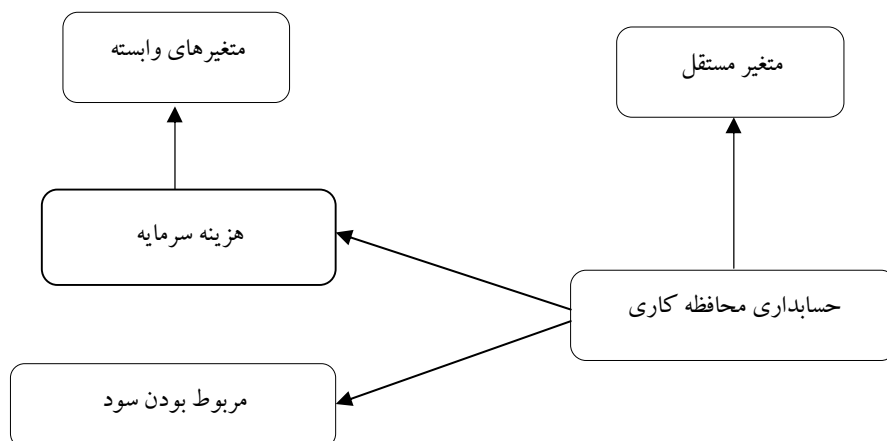 متغیر مستقل
متغیرهای وابسته
هزینه سرمایه
حسابداری محافظه کاری
مربوط بودن سود